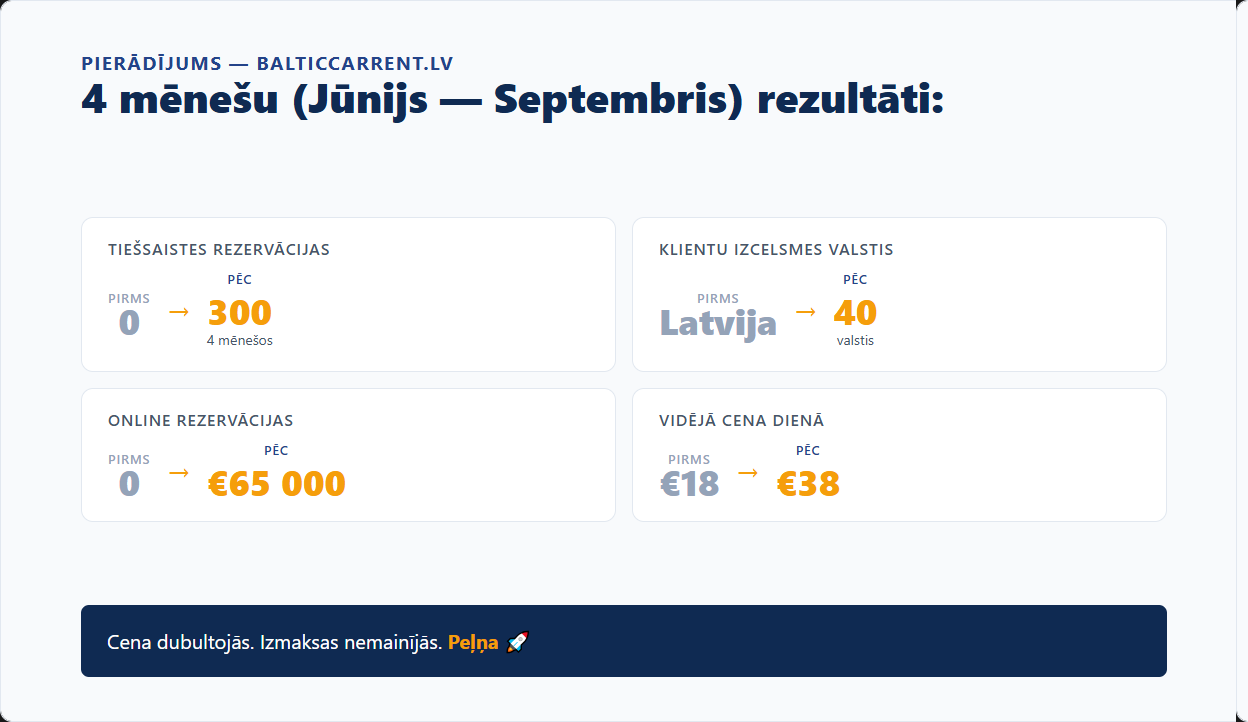 PIERĀDĪJUMS — BALTICCARRENT.LV
4 mēnešu (Jūnijs — Septembris) rezultāti:
TIEŠSAISTES REZERVĀCIJAS
PIRMS
0
→
PĒC
300
4 mēnešos
KLIENTU IZCELSMES VALSTIS
PIRMS
Latvija
→
PĒC
40
valstis
ONLINE REZERVĀCIJAS
PIRMS
0
→
PĒC
€65 000
VIDĒJĀ CENA DIENĀ
PIRMS
€18
→
PĒC
€38
Cena dubultojās. Izmaksas nemainījās. Peļņa 🚀